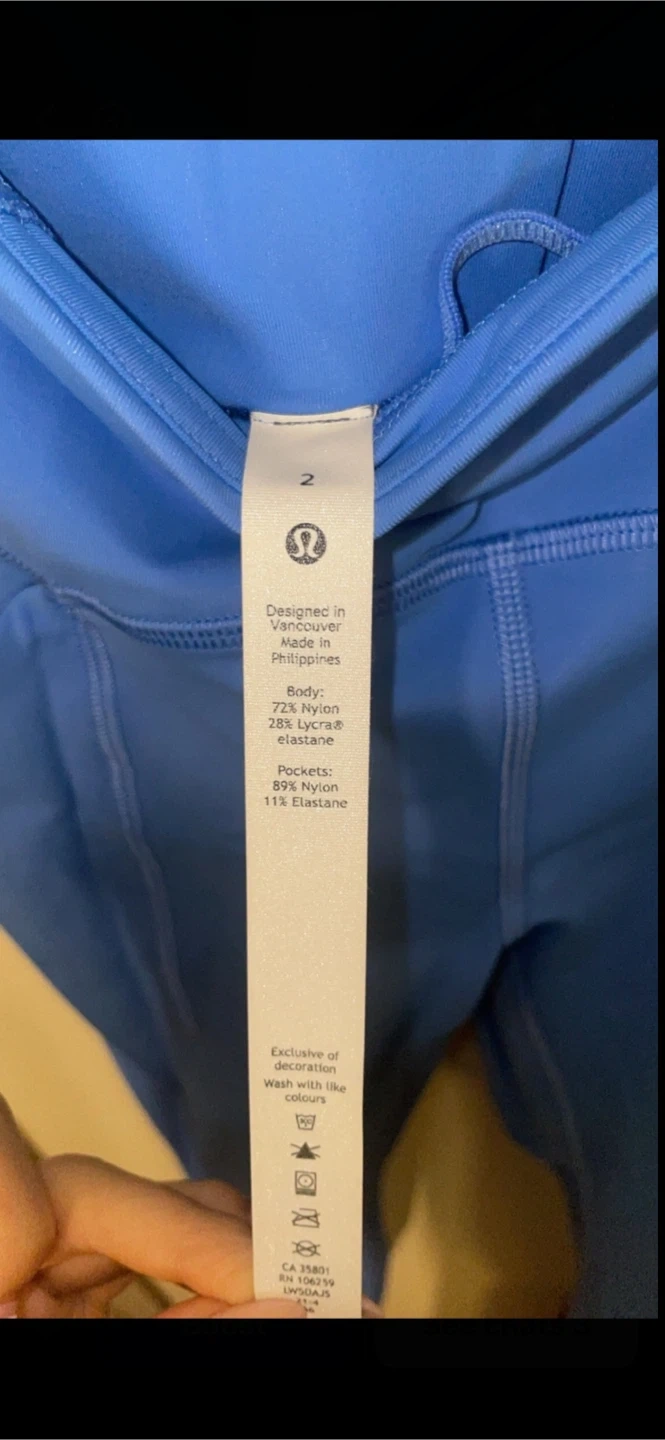 2
Designed in
Vancouver
Made in
Philippines
Body:
72% Nylon
28% Lycra®
elastane
Pockets:
89% Nylon
11% Elastane
Exclusive of
decoration
Wash with like
colours
CA 35801
RN 106259
LW5OAJS